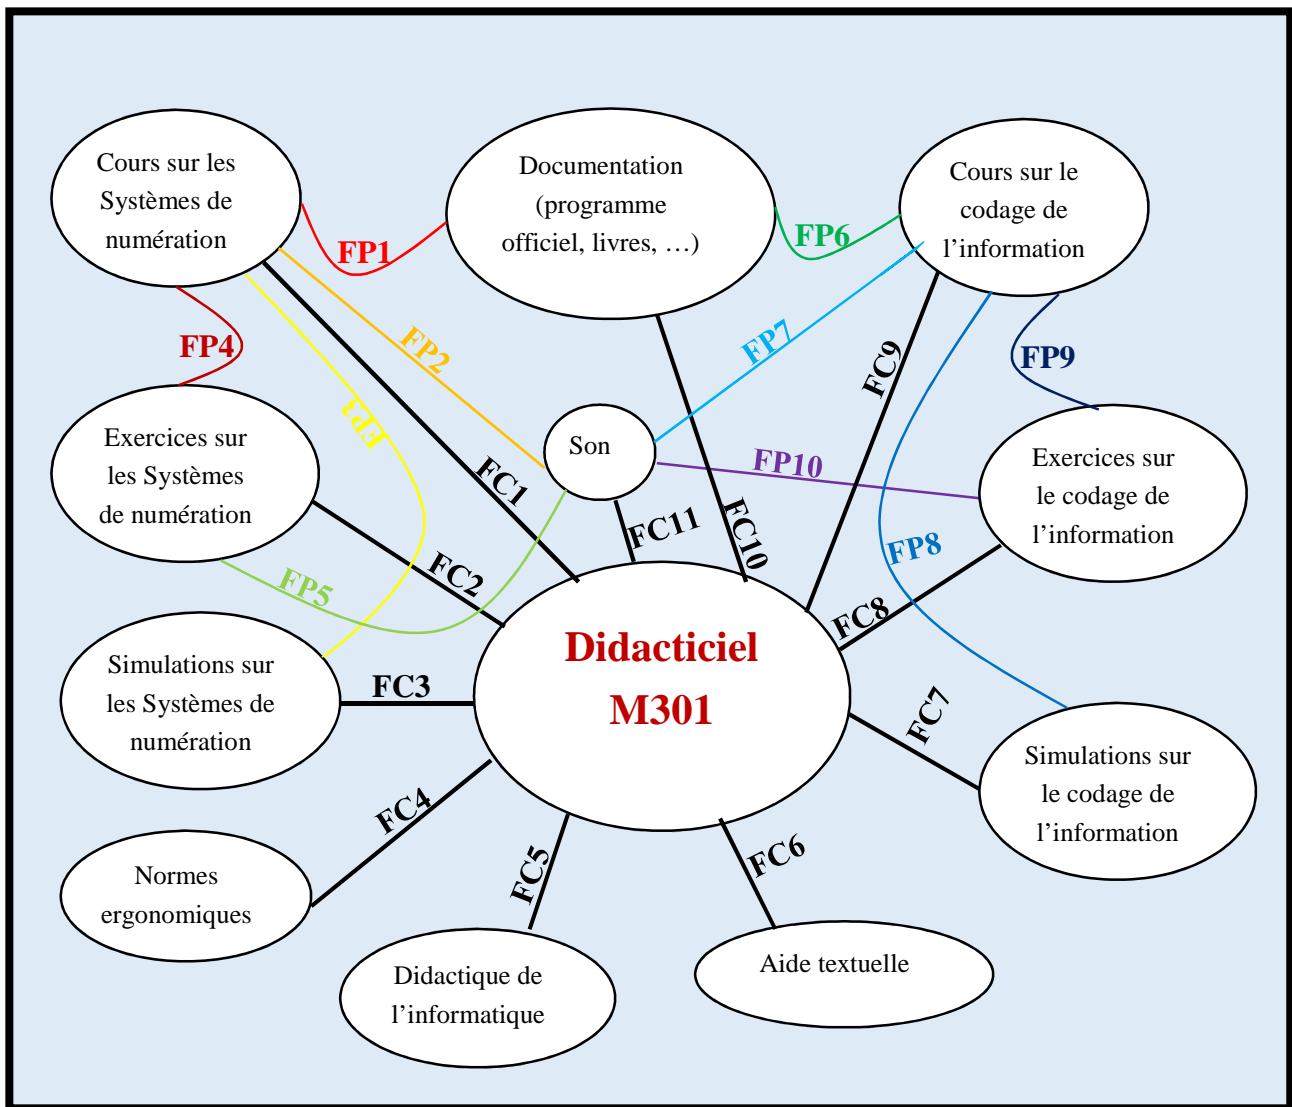 Cours sur les
Systèmes de
numération
Documentation
(programme
officiel, livres, …)
Cours sur le
codage de
l’information
FP1
FP6
FP4
FP2
FP7
FC9
FP9
FP3
Exercices sur
les Systèmes
de numération
Son
FC1
FP10
Exercices sur
le codage de
l’information
FC11
FC10
FP8
FC2
FP5
FC8
Didacticiel
M301
Simulations sur
les Systèmes de
numération
FC3
FC7
Simulations sur
le codage de
l’information
FC4
FC5
FC6
Normes
ergonomiques
Didactique de
l’informatique
Aide textuelle